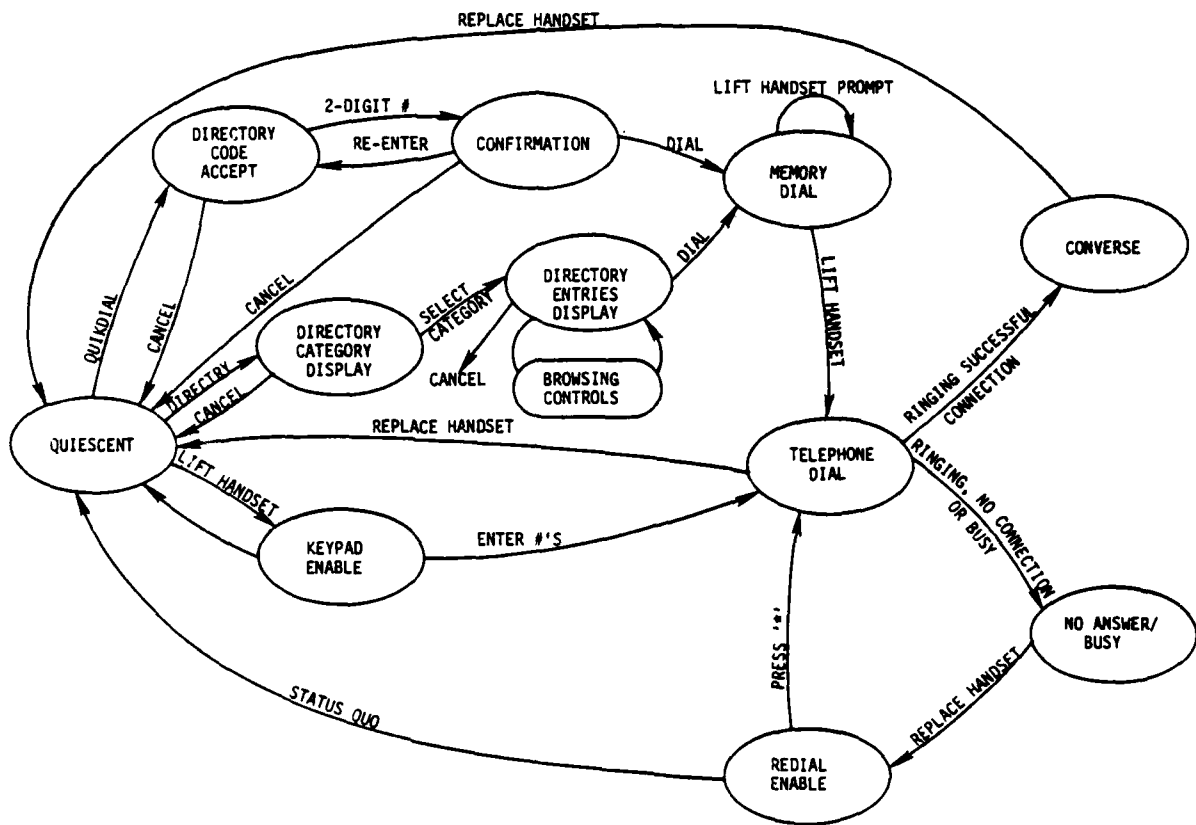 REPLACE HANDSET
LIFT HANDSET PROMPT
2-DIGIT #
DIRECTORY
CODE
ACCEPT
RE-ENTER
CONFIRMATION
DIAL
MEMORY
DIAL
CONVERSE
QUIKDIAL
CANCEL
CANCEL
SELECT
CATEGORY
DIRECTORY
ENTRIES
DISPLAY
DIAL
LIFT HANDSET
DIRECTORY
CATEGORY
DISPLAY
CANCEL
BROWSING
CONTROLS
DIRECTRY
CANCEL
RINGING SUCCESSFUL
CONNECTION
QUIESCENT
REPLACE HANDSET
TELEPHONE
DIAL
LIFT HANDSET
RINGING, NO CONNECTION
OR BUSY
KEYPAD
ENABLE
ENTER #'S
PRESS '*'
NO ANSWER/
BUSY
STATUS QUO
REPLACE HANDSET
REDIAL
ENABLE